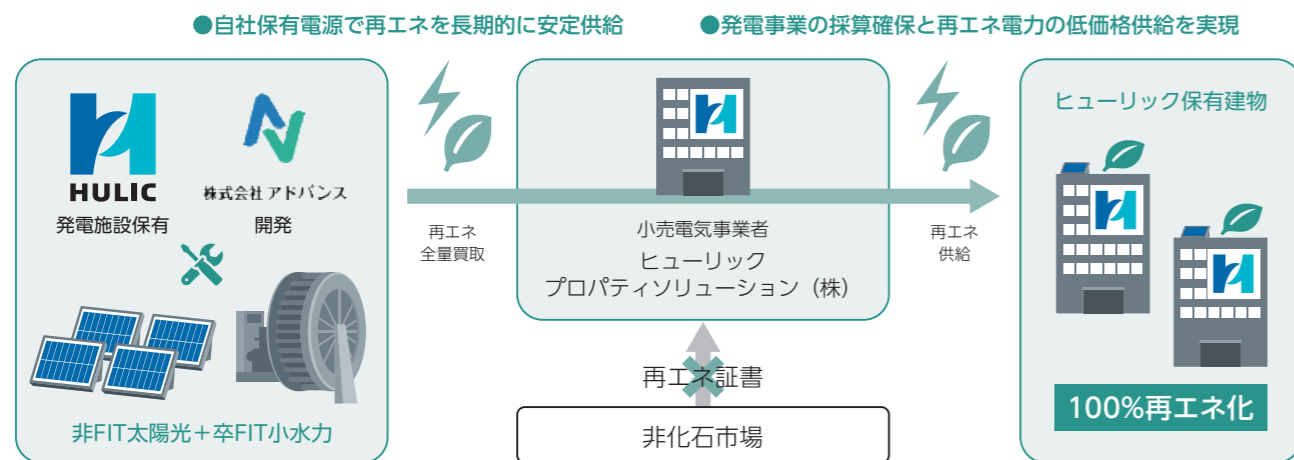 ●自社保有電源で再エネを長期的に安定供給
●発電事業の採算確保と再エネ電力の低価格供給を実現
HULIC
発電施設保有
株式会社アドバンス
開発
非FIT太陽光＋卒FIT小水力
再エネ
全量買取
小売電気事業者
ヒューリック
プロパティソリューション（株）
再エネ証書
非化石市場
再エネ
供給
ヒューリック保有建物
100%再エネ化